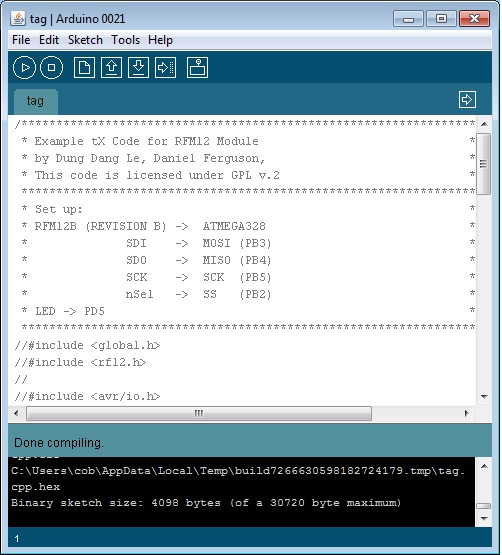 tag | Arduino 0021
File Edit Sketch Tools Help
tag
/*****************************************************************
* Example tX Code for RFM12 Module *
* by Dung Dang Le, Daniel Ferguson, *
* This code is licensed under GPL v.2 *
******************************************************************
* Set up: *
* RFM12B (REVISION B) -> ATMEGA328 *
* SDI -> MOSI (PB3) *
* SDO -> MISO (PB4) *
* SCK -> SCK (PB5) *
* nSel -> SS (PB2) *
* LED -> PD5 *
******************************************************************
//#include <global.h>
//#include <rf12.h>
//
//#include <avr/io.h>
Done compiling.
C:\Users\cob\AppData\Local\Temp\build7266630598182724179.tmp\tag.
cpp.hex
Binary sketch size: 4098 bytes (of a 30720 byte maximum)
1